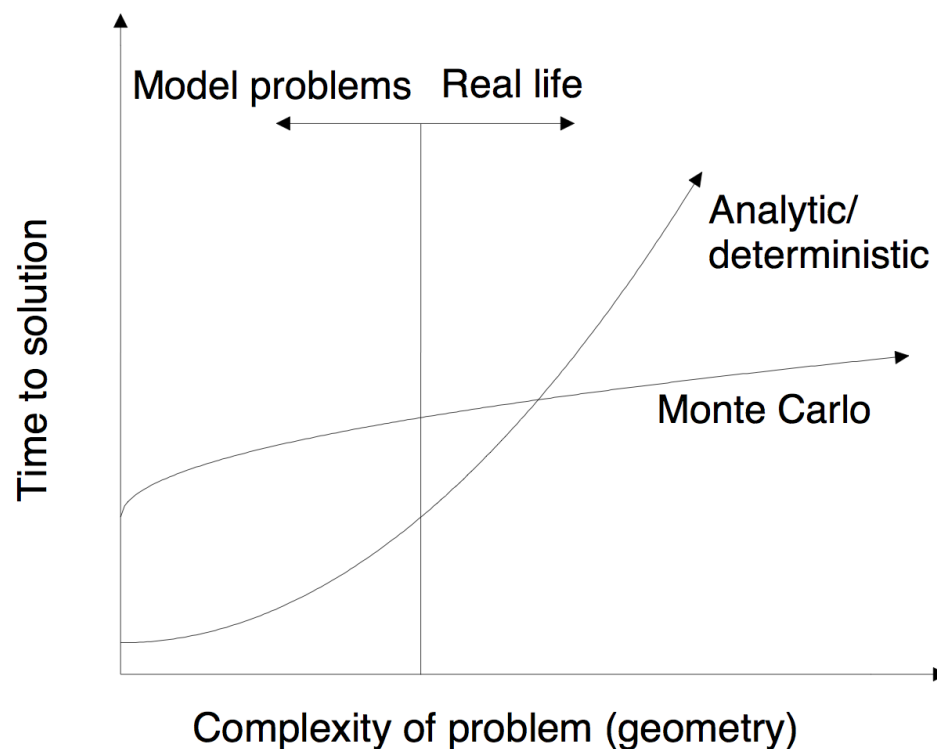 Model problems
Real life
Analytic/
deterministic
Monte Carlo
Time to solution
Complexity of problem (geometry)